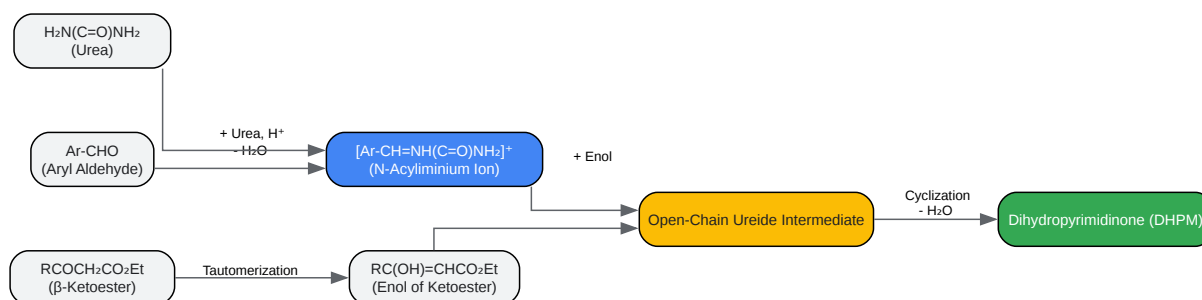 H₂N(C=O)NH₂
(Urea)
+ Urea, H⁺
- H₂O
Ar-CHO
(Aryl Aldehyde)
[Ar-CH=NH(C=O)NH₂]⁺
(N-Acyliminium Ion)
+ Enol
Open-Chain Ureide Intermediate
Cyclization
- H₂O
Dihydropyrimidinone (DHPM)
RCOCH₂CO₂Et
(β-Ketoester)
Tautomerization
RC(OH)=CHCO₂Et
(Enol of Ketoester)